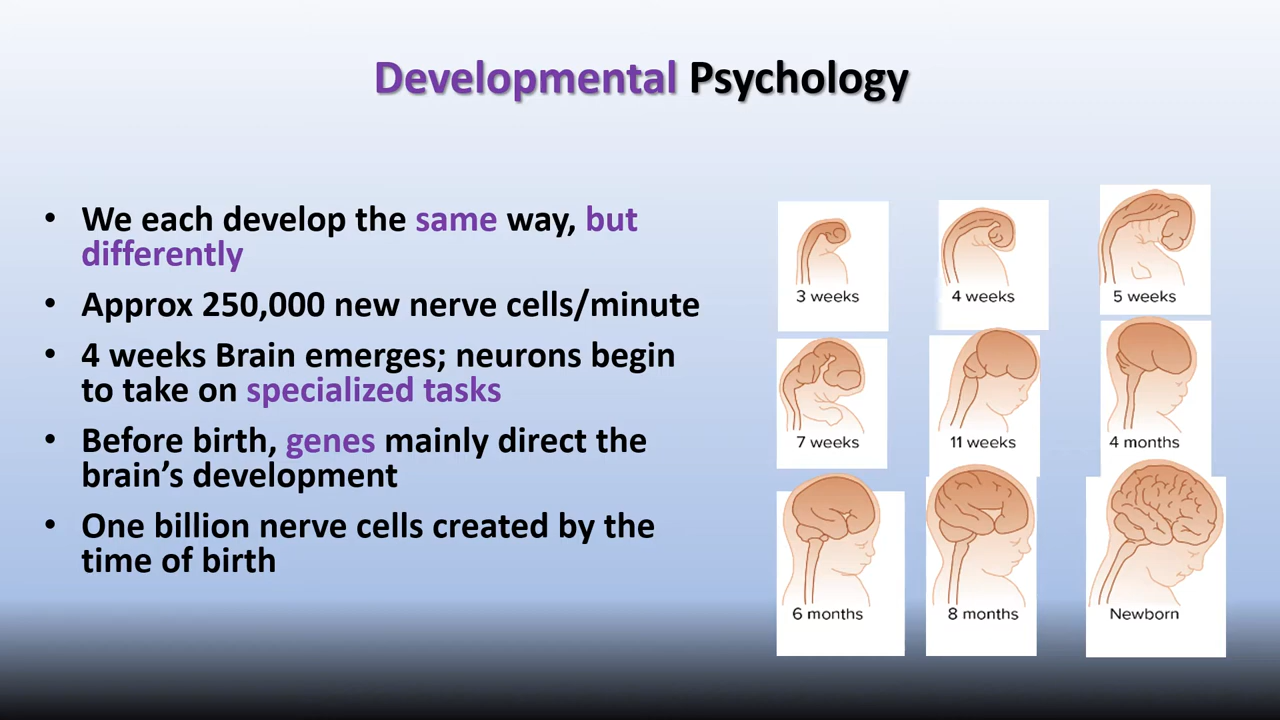 Developmental Psychology
• We each develop the same way, but
differently
• Approx 250,000 new nerve cells/minute
• 4 weeks Brain emerges; neurons begin
to take on specialized tasks
• Before birth, genes mainly direct the
brain’s development
• One billion nerve cells created by the
time of birth
3 weeks
4 weeks
5 weeks
7 weeks
11 weeks
4 months
6 months
8 months
Newborn